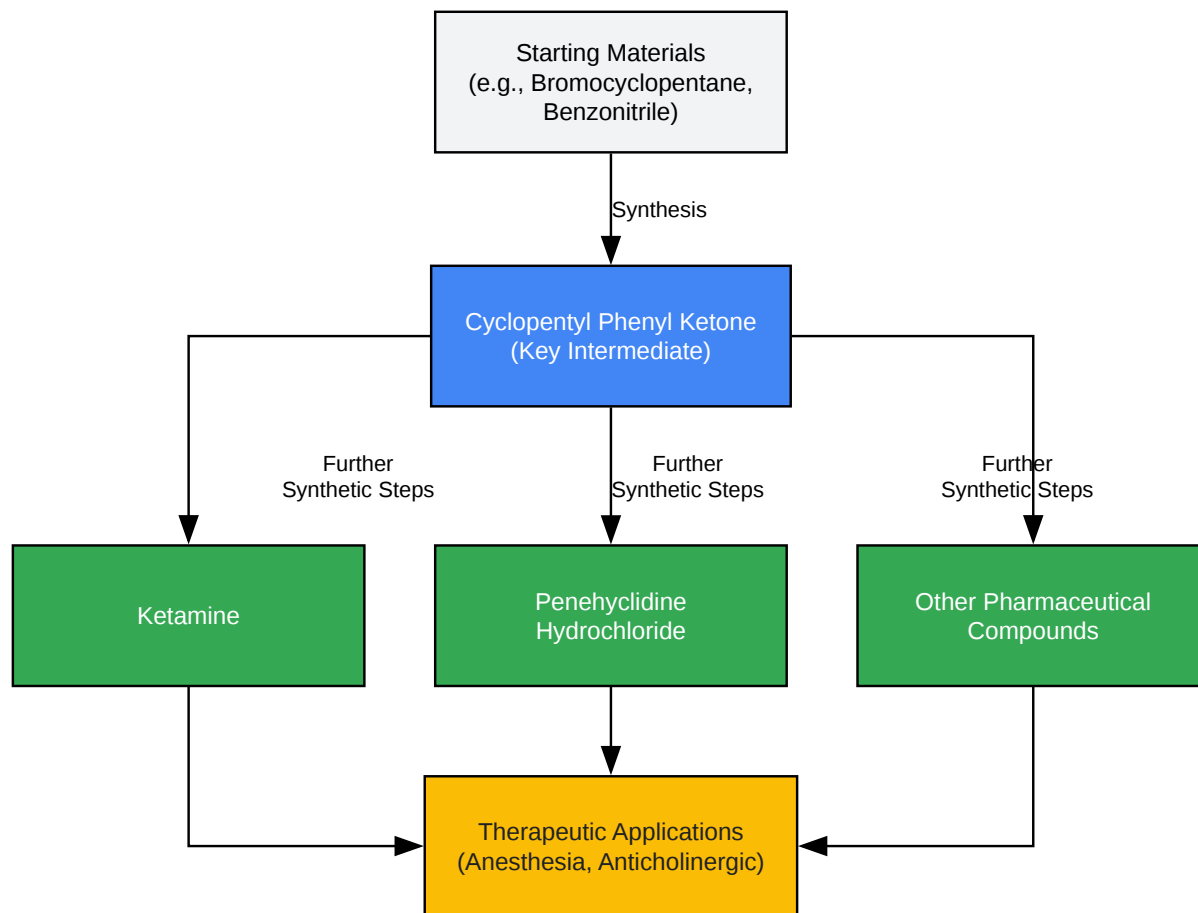 Starting Materials
(e.g., Bromocyclopentane,
Benzonitrile)
Synthesis
Cyclopentyl Phenyl Ketone
(Key Intermediate)
Further
Synthetic Steps
Further
Synthetic Steps
Further
Synthetic Steps
Ketamine
Penehyclidine
Hydrochloride
Other Pharmaceutical
Compounds
Therapeutic Applications
(Anesthesia, Anticholinergic)